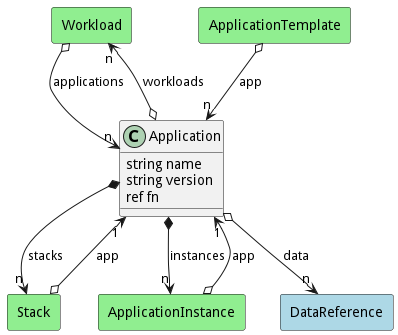 Workload
ApplicationTemplate
applications
n
workloads
app
n
n
C Application
string name
string version
ref fn
stacks
n
app
1
instances
n
app
1
data
n
Stack
ApplicationInstance
DataReference